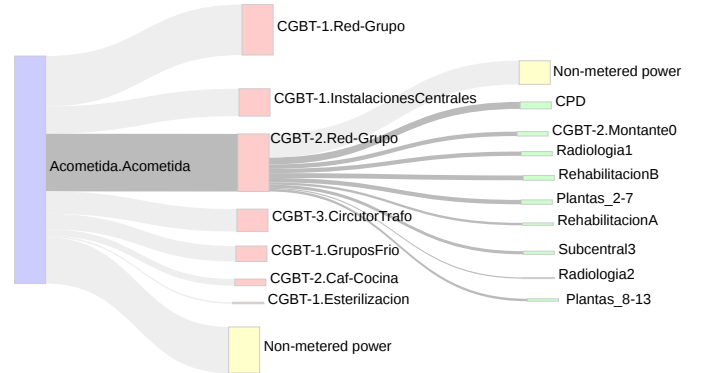 Acometida.Acometida
CGBT-1.Red-Grupo
CGBT-1.InstalacionesCentrales
CGBT-2.Red-Grupo
CGBT-3.CircutorTrafo
CGBT-1.GruposFrio
CGBT-2.Caf-Cocina
CGBT-1.Esterilizacion
Non-metered power
Non-metered power
CPD
CGBT-2.Montante0
Radiologia1
RehabilitacionB
Plantas_2-7
RehabilitacionA
Subcentral3
Radiologia2
Plantas_8-13